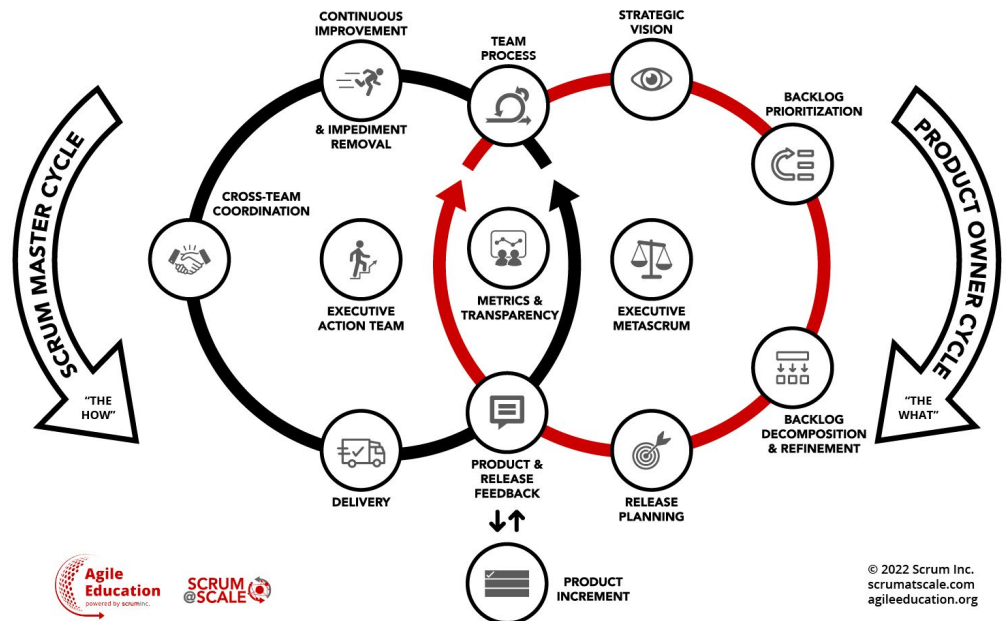 CONTINUOUS
IMPROVEMENT
& IMPEDIMENT
REMOVAL
TEAM
PROCESS
STRATEGIC
VISION
BACKLOG
PRIORITIZATION
SCRUM MASTER CYCLE
"THE
HOW"
PRODUCT OWNER CYCLE
"THE
WHAT"
CROSS-TEAM
COORDINATION
EXECUTIVE
ACTION TEAM
METRICS &
TRANSPARENCY
EXECUTIVE
METASCRUM
BACKLOG
DECOMPOSITION
& REFINEMENT
DELIVERY
PRODUCT &
RELEASE
FEEDBACK
RELEASE
PLANNING
PRODUCT
INCREMENT
Agile
Education
powered by scruminc.
SCRUM
@SCALE
© 2022 Scrum Inc.
scrumatscale.com
agileeducation.org